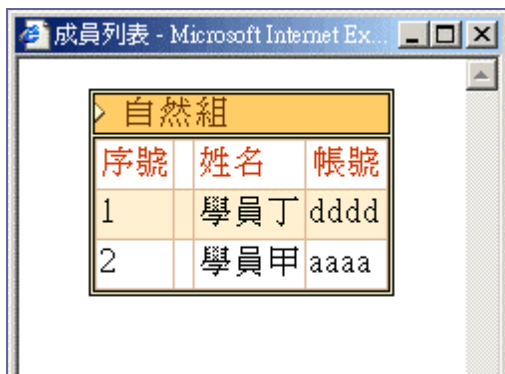 成員列表 - Microsoft Internet Ex...
自然組
序號 姓名 帳號
1 學員丁 dddd
2 學員甲 aaaa